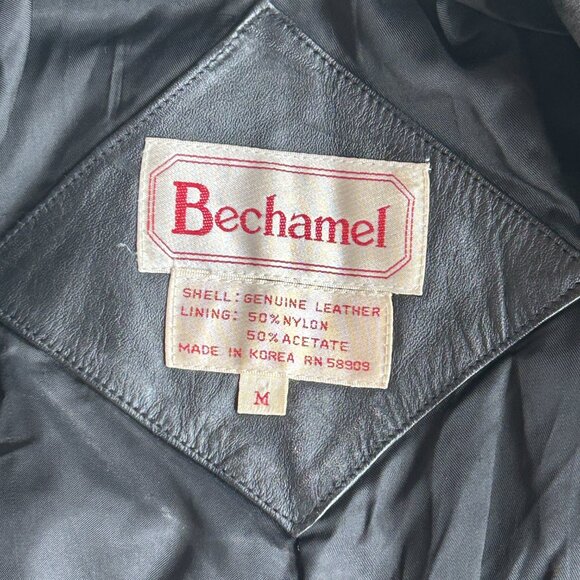 Bechamel
SHELL: GENUINE LEATHER
LINING: 50% NYLON
50% ACETATE
MADE IN KOREA RN 58909
M